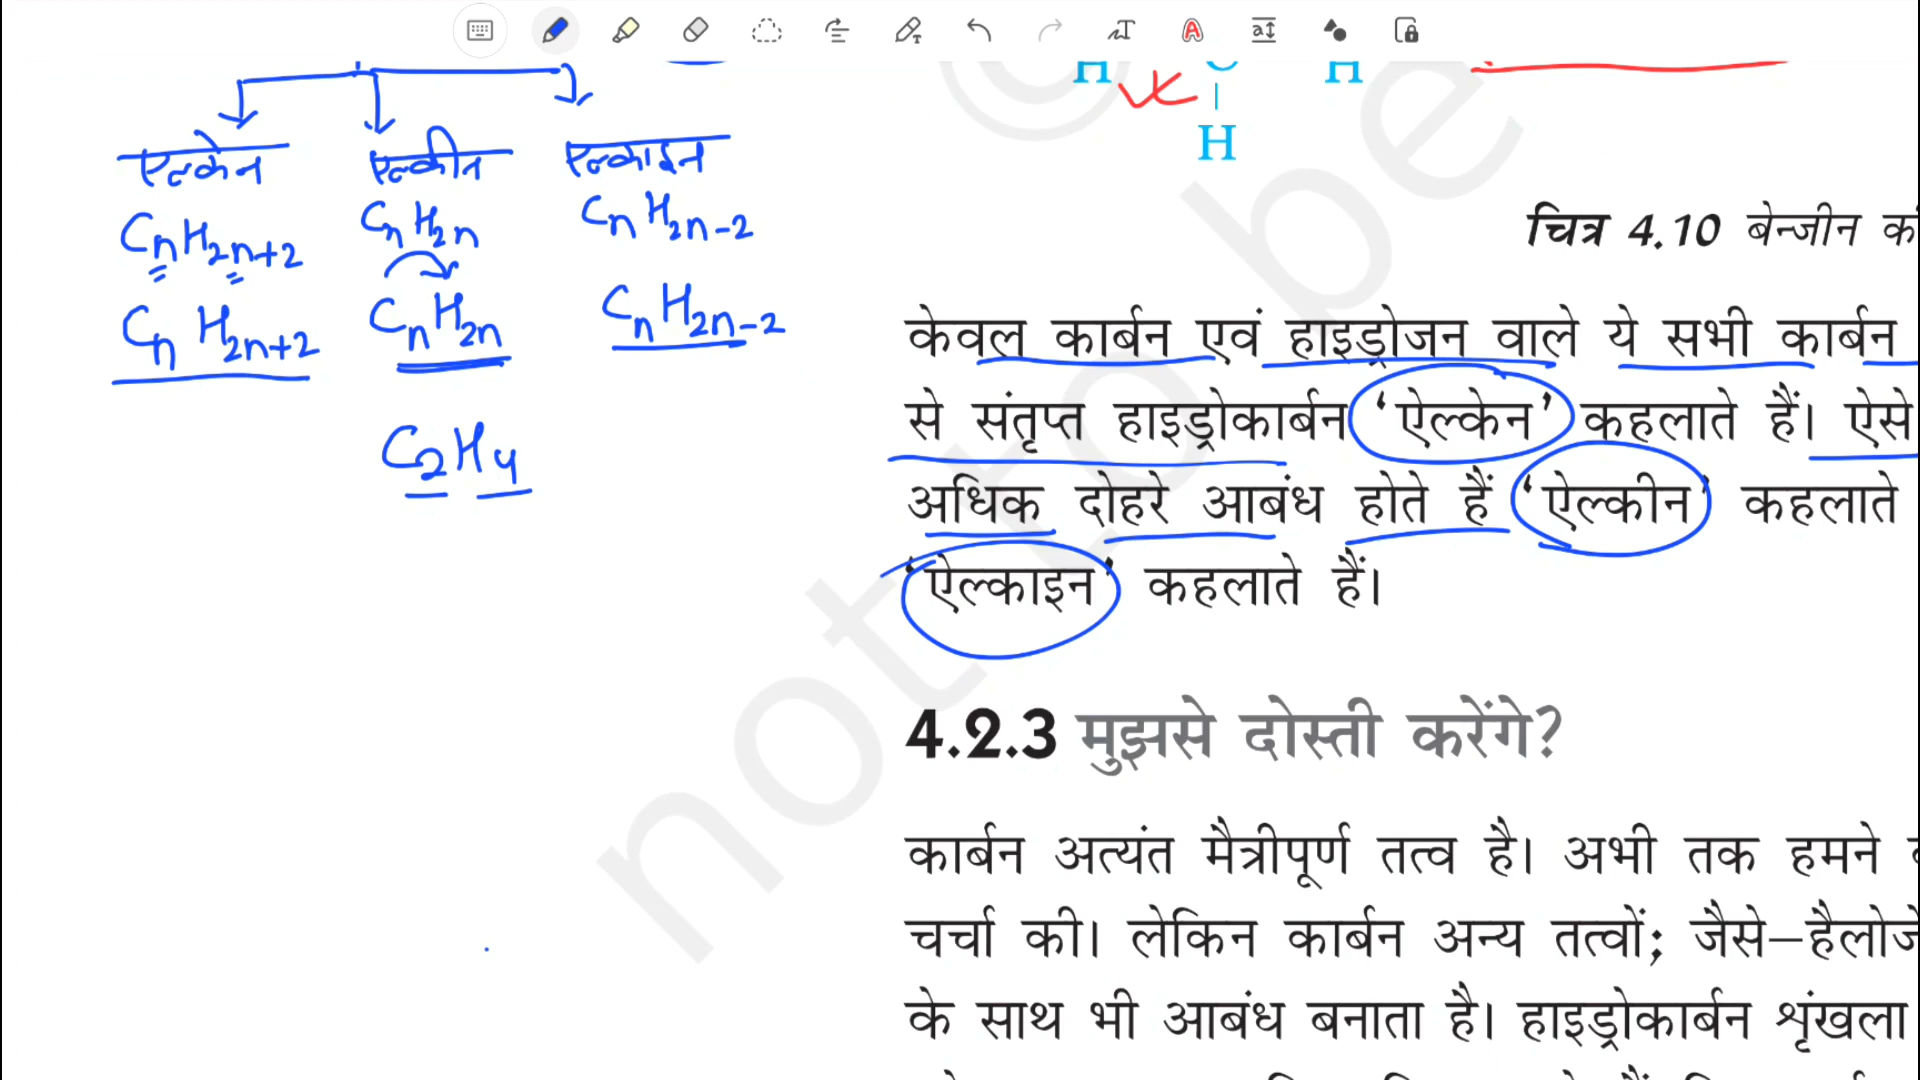 H H
H
एल्केन एल्कीन एल्काइन
CnH2n+2 CnH2n CnH2n-2
CnH2n+2 CnH2n CnH2n-2
C2H4
चित्र 4.10 बेन्जीन क
केवल कार्बन एवं हाइड्रोजन वाले ये सभी कार्बन
से संतृप्त हाइड्रोकार्बन ‘ऐल्केन’ कहलाते हैं। ऐसे
अधिक दोहरे आबंध होते हैं ‘ऐल्कीन’ कहलाते
‘ऐल्काइन’ कहलाते हैं।
4.2.3 मुझसे दोस्ती करेंगे?
कार्बन अत्यंत मैत्रीपूर्ण तत्व है। अभी तक हमने
चर्चा की। लेकिन कार्बन अन्य तत्वों; जैसे–हैलोजे
के साथ भी आबंध बनाता है। हाइड्रोकार्बन शृंखला
not to be